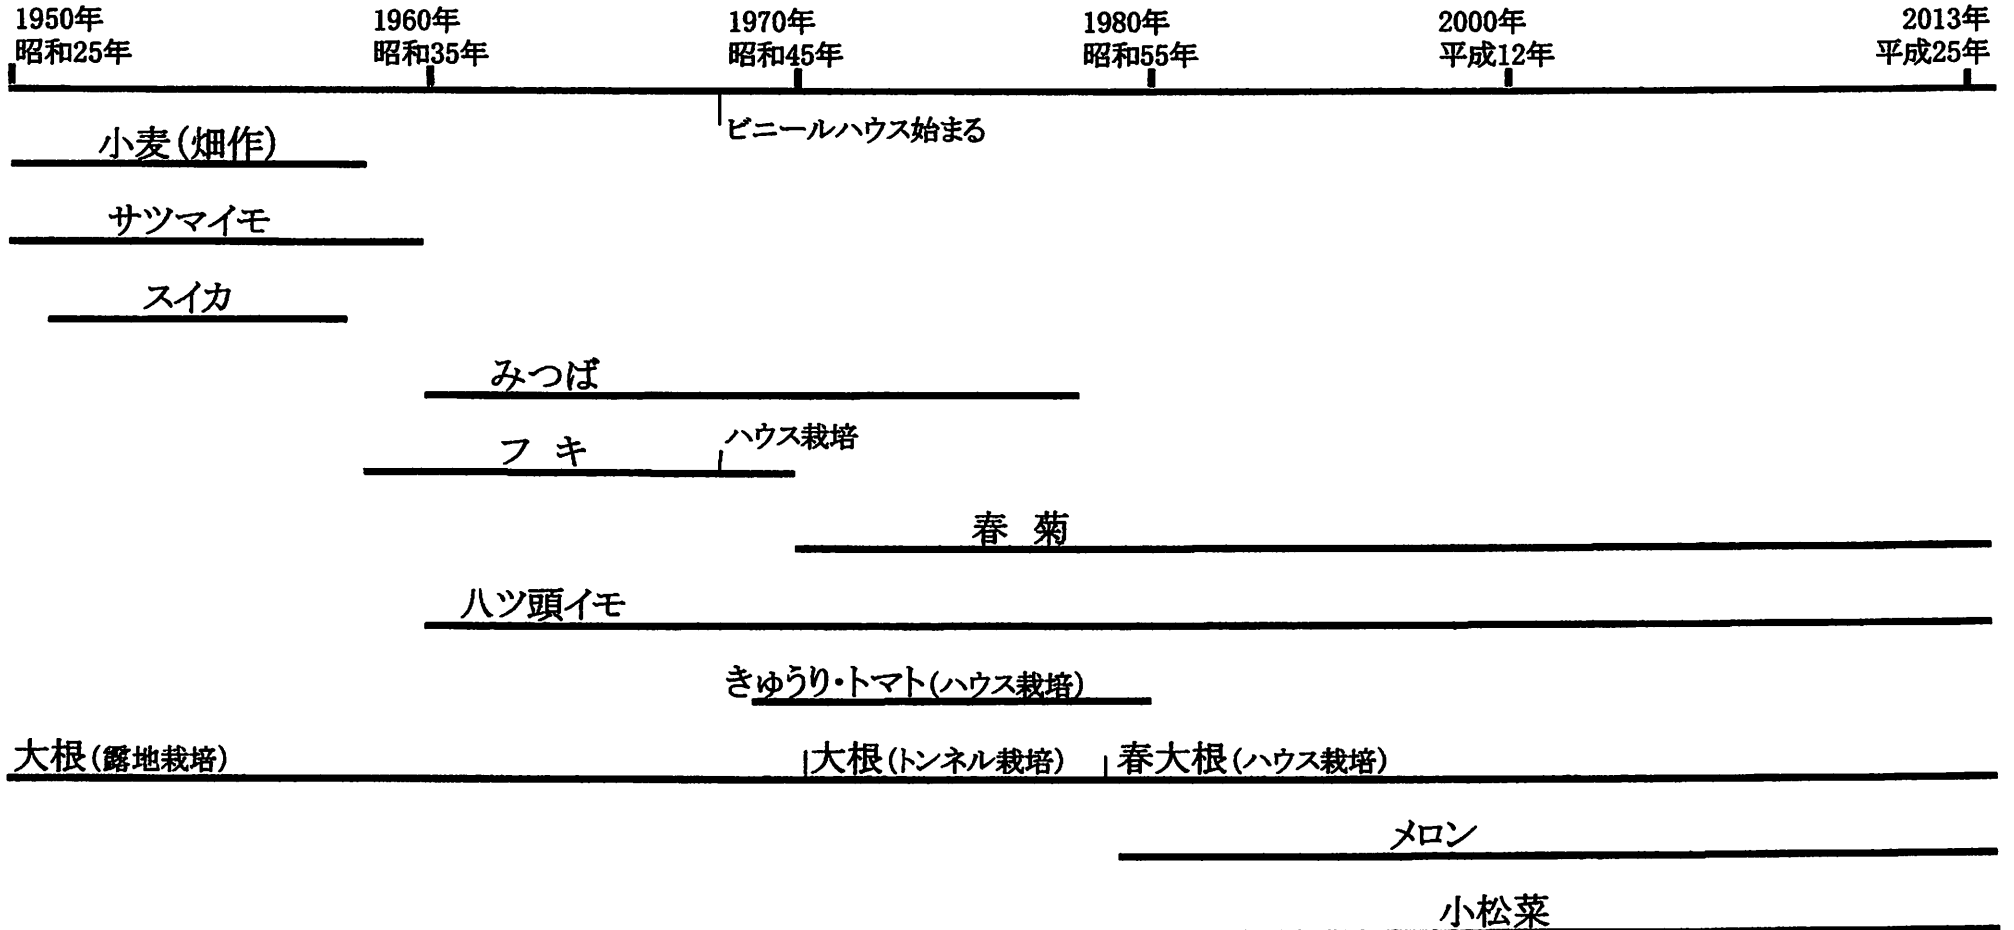 1950年 1960年 1970年 1980年 2000年 2013年
昭和25年 昭和35年 昭和45年 昭和55年 平成12年 平成25年
ビニールハウス始まる
小麦(畑作)
サツマイモ
スイカ
みつば
フキ ハウス栽培
春菊
八ツ頭イモ
きゅうり・トマト(ハウス栽培)
大根(露地栽培) 大根(トンネル栽培) 春大根(ハウス栽培)
メロン
小松菜